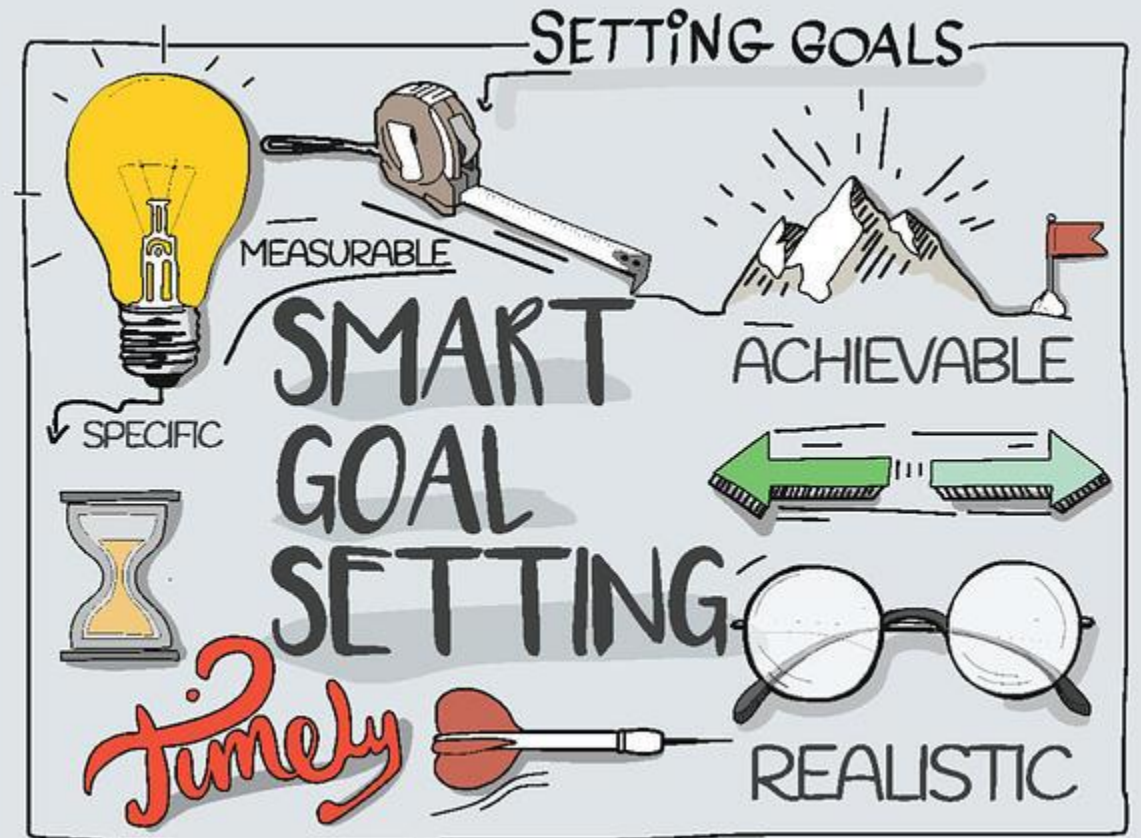 SETTING GOALS
MEASURABLE
SMART
ACHIEVABLE
SPECIFIC
GOAL
SETTING
Timely
REALISTIC